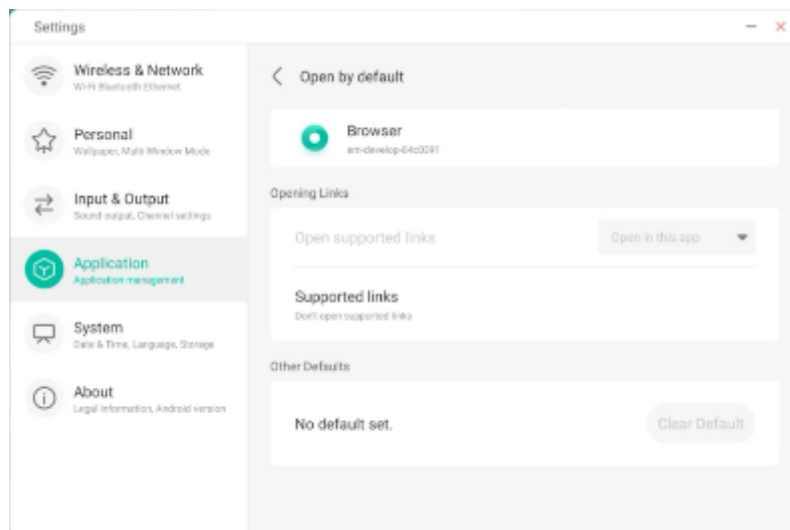 Settings
Wireless & Network
Wi-Fi Bluetooth Ethernet
Personal
Wallpaper, Multi-Window Mode
Input & Output
Sound output, Channel settings
Application
Application management
System
Date & Time, Language, Storage
About
Legal information, Android version
Open by default
Browser
Opening Links
Open supported links
Open in this app
Supported links
Don't open supported links
Other Defaults
No default set.
Clear Default